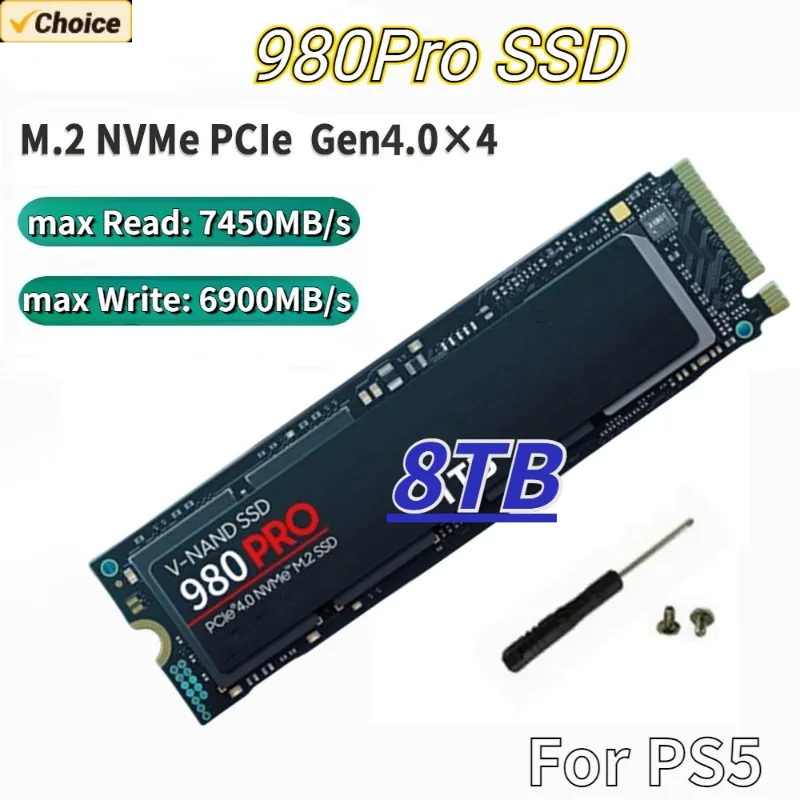 Choice
980Pro SSD
M.2 NVMe PCIe Gen4.0×4
max Read: 7450MB/s
max Write: 6900MB/s
8TB
V-NAND SSD
980 PRO
PCIe® 4.0 NVMe™ M.2 SSD
For PS5